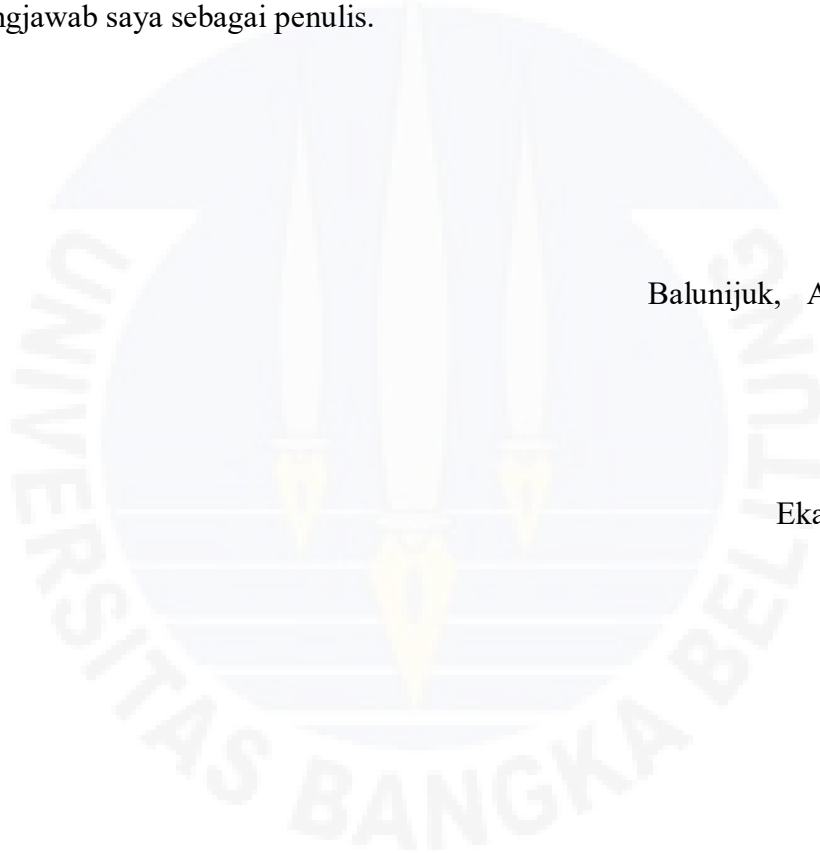 ngjawab saya sebagai penulis.
Balunijuk, A
Eka
UNIVERSITAS BANGKA BELITUNG